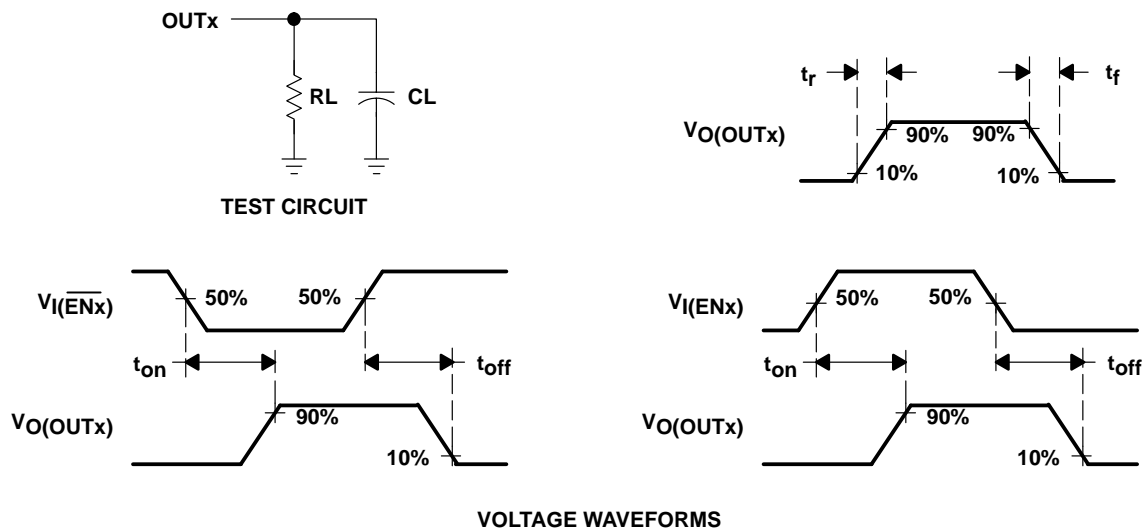 OUTx
RL
CL
TEST CIRCUIT
tr
tf
VO(OUTx)
90%
90%
10%
10%
VI(E̅N̅x̅)
50%
50%
ton
toff
VO(OUTx)
90%
10%
VI(ENx)
50%
50%
ton
toff
VO(OUTx)
90%
10%
VOLTAGE WAVEFORMS